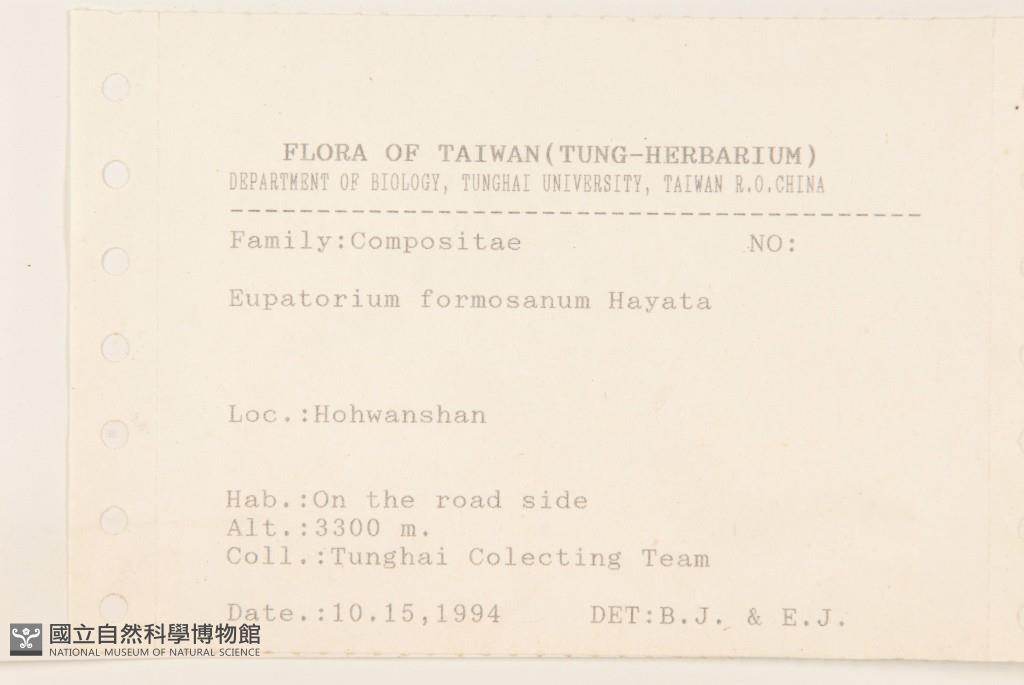 FLORA OF TAIWAN(TUNG-HERBARIUM)
DEPARTMENT OF BIOLOGY, TUNGHAI UNIVERSITY, TAIWAN R.O.CHINA
----------------------------------------
Family:Compositae NO:
Eupatorium formosanum Hayata
Loc.:Hohwanshan
Hab.:On the road side
Alt.:3300 m.
Coll.:Tunghai Colecting Team
Date.:10.15,1994 DET:B.J. & E.J.
國立自然科學博物館
NATIONAL MUSEUM OF NATURAL SCIENCE